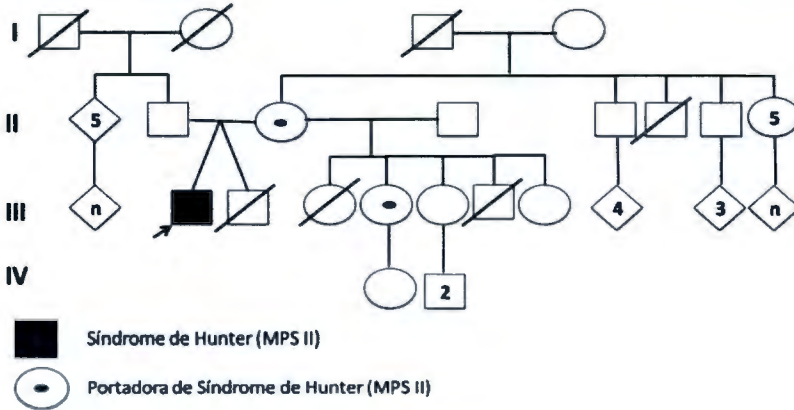 I
II
5
5
III
n
4
3
n
IV
2
Síndrome de Hunter (MPS II)
Portadora de Síndrome de Hunter (MPS II)